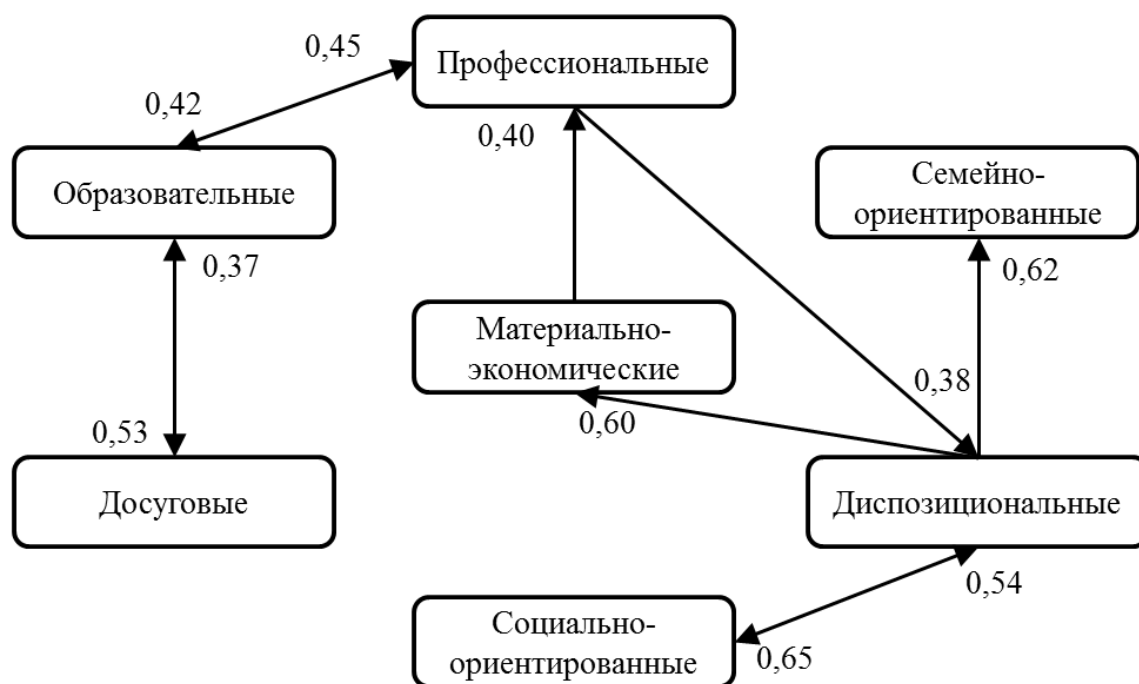 0,45
Профессиональные
0,42
0,40
Образовательные
Семейно-
ориентированные
0,37
0,62
Материально-
экономические
0,38
0,60
0,53
Досуговые
Диспозициональные
0,54
Социально-
ориентированные
0,65